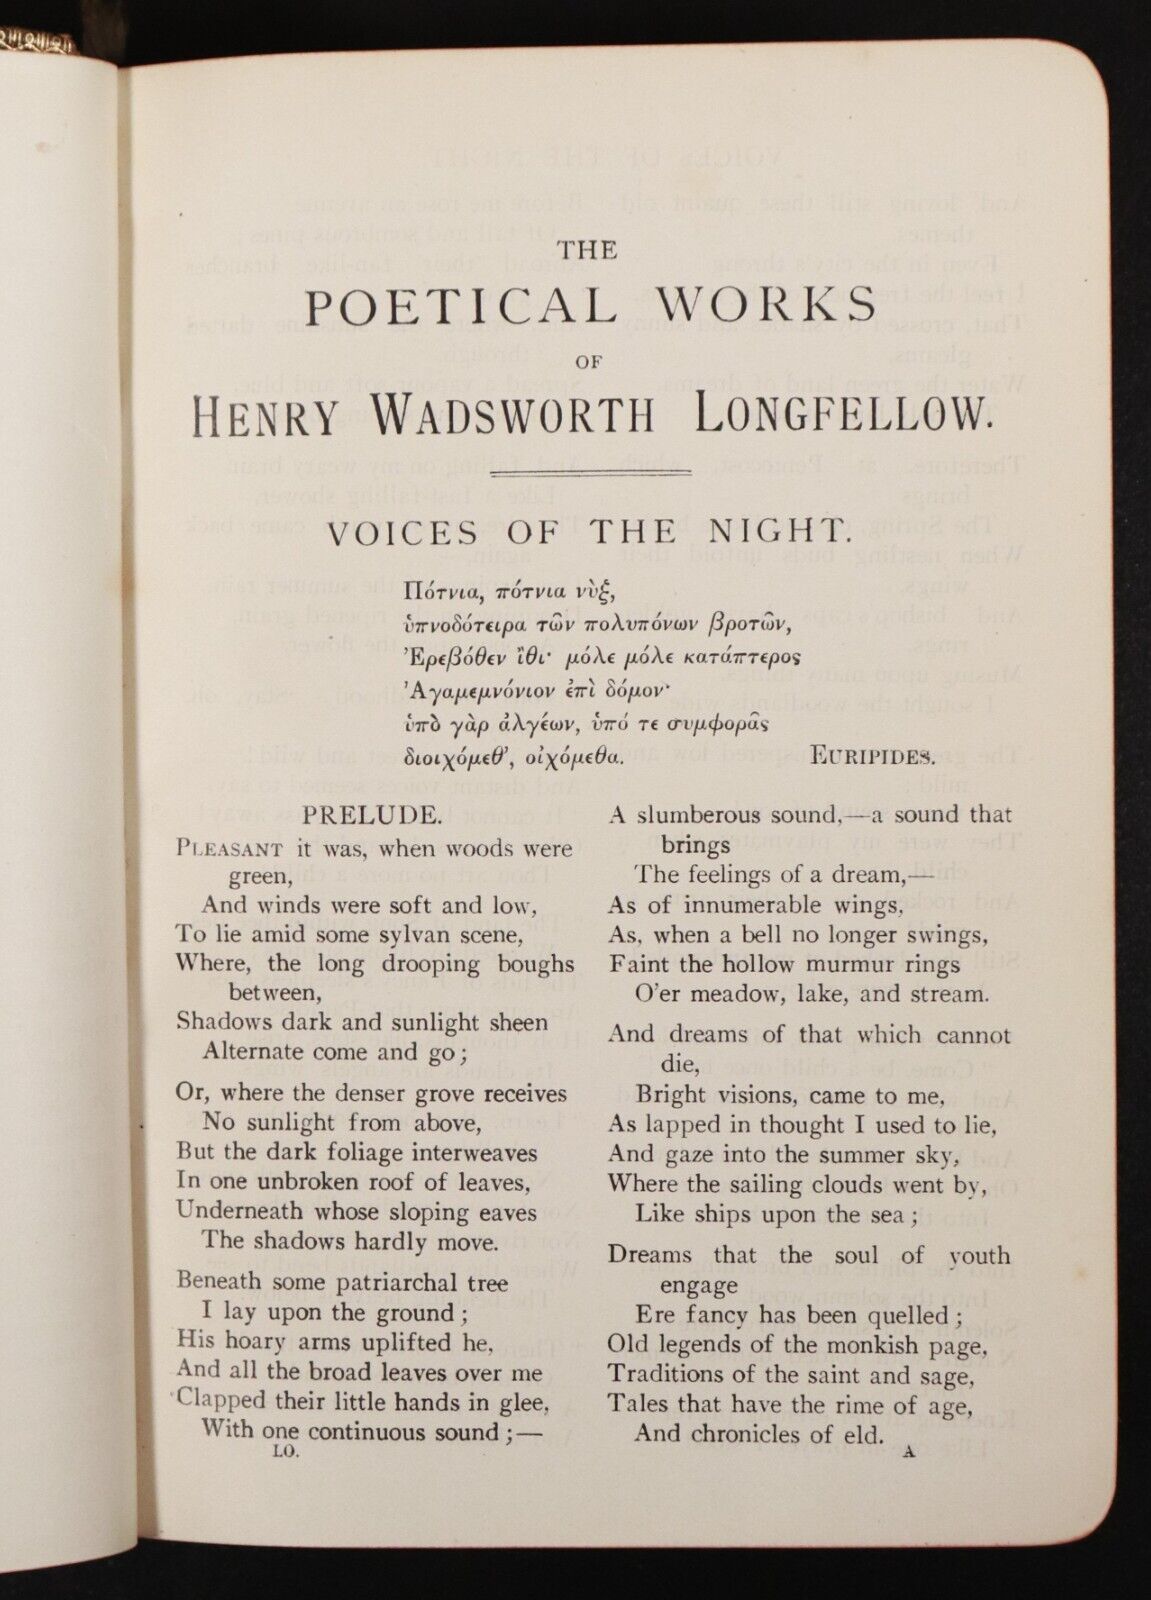 THE
POETICAL WORKS
OF
HENRY WADSWORTH LONGFELLOW.
VOICES OF THE NIGHT.
Πότνια, πότνια νὺξ,
ὑπνοδότειρα τῶν πολυπόνων βροτῶν,
Ἐρεβόθεν ἴθι· μόλε μόλε κατάπτερος
Ἀγαμεμνόνιον ἐπὶ δόμον·
ὑπὸ γὰρ ἀλγέων, ὑπό τε συμφορᾶς
διοιχόμεθ’, οἰχόμεθα. EURIPIDES.
PRELUDE.
PLEASANT it was, when woods were
green,
And winds were soft and low,
To lie amid some sylvan scene,
Where, the long drooping boughs
between,
Shadows dark and sunlight sheen
Alternate come and go;
Or, where the denser grove receives
No sunlight from above,
But the dark foliage interweaves
In one unbroken roof of leaves,
Underneath whose sloping eaves
The shadows hardly move.
Beneath some patriarchal tree
I lay upon the ground;
His hoary arms uplifted he,
And all the broad leaves over me
Clapped their little hands in glee,
With one continuous sound;—
LO.
A slumberous sound,—a sound that
brings
The feelings of a dream,—
As of innumerable wings,
As, when a bell no longer swings,
Faint the hollow murmur rings
O'er meadow, lake, and stream.
And dreams of that which cannot
die,
Bright visions, came to me,
As lapped in thought I used to lie,
And gaze into the summer sky,
Where the sailing clouds went by,
Like ships upon the sea;
Dreams that the soul of youth
engage
Ere fancy has been quelled;
Old legends of the monkish page,
Traditions of the saint and sage,
Tales that have the rime of age,
And chronicles of eld.
A